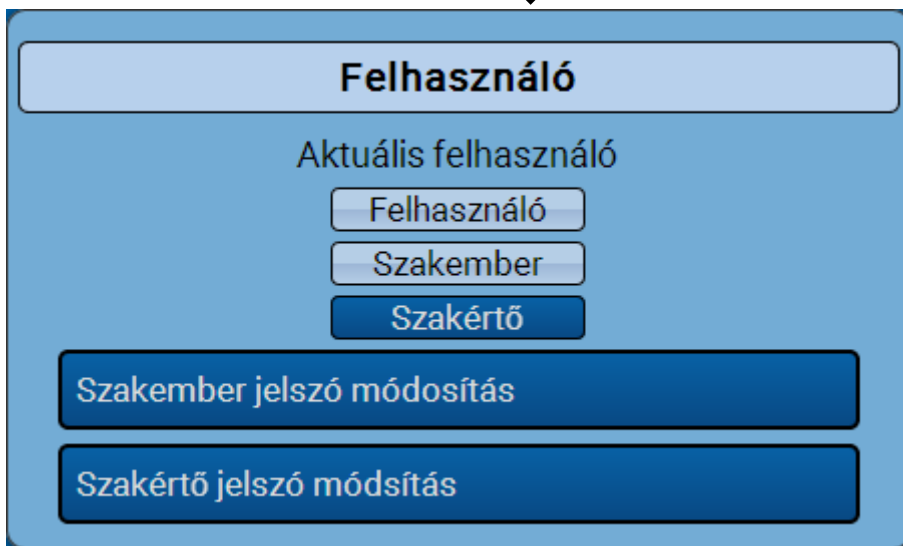 Felhasználó
Aktuális felhasználó
Felhasználó
Szakember
Szakértő
Szakember jelszó módosítás
Szakértő jelszó módsítás